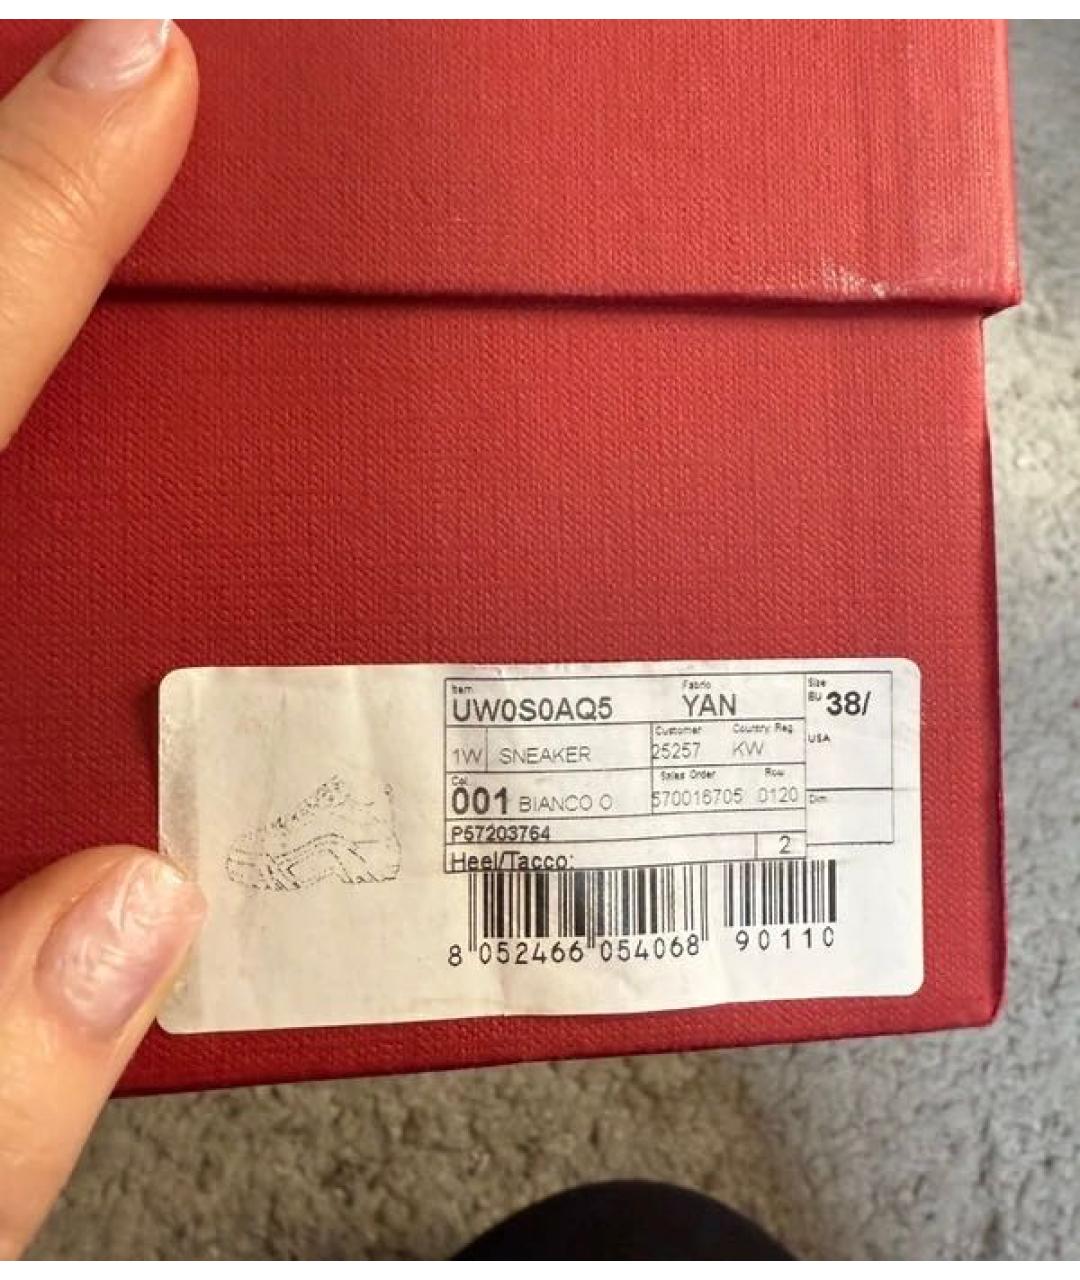 Item Fabric Size
UW0S0AQ5 YAN EU 38/
Customer Country Reg. USA
1W SNEAKER 25257 KW
Col. Sales Order Row
001 BIANCO O 570016705 0120 Dim.
P57203764
Heel/Tacco: 2
8 052466 054068 90110